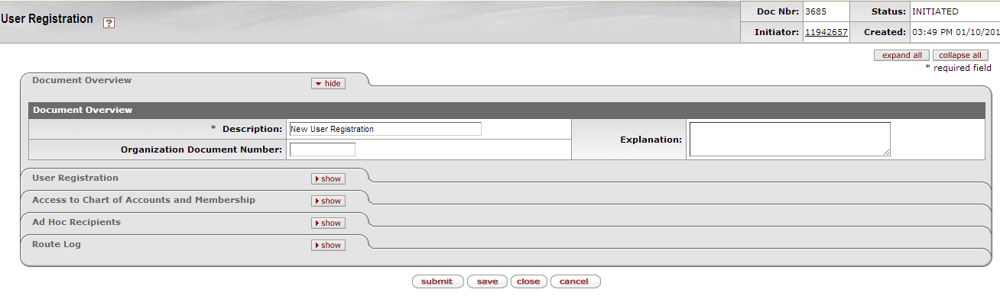 User Registration ?
Doc Nbr: 3685 Status: INITIATED
Initiator: 11942657 Created: 03:49 PM 01/10/201
expand all collapse all
* required field
Document Overview hide
Document Overview
* Description: New User Registration
Explanation:
Organization Document Number:
User Registration show
Access to Chart of Accounts and Membership show
Ad Hoc Recipients show
Route Log show
submit save close cancel